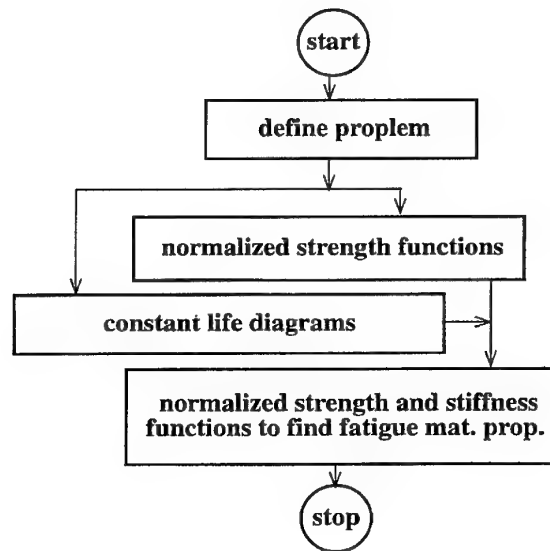 start
define proplem
normalized strength functions
constant life diagrams
normalized strength and stiffness
functions to find fatigue mat. prop.
stop